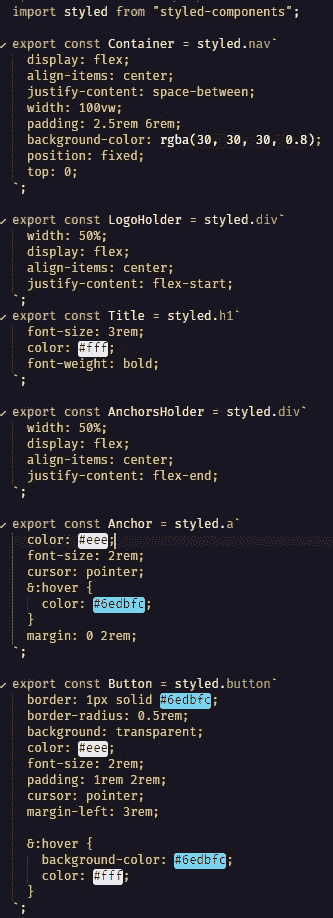 import styled from "styled-components";

export const Container = styled.nav`
  display: flex;
  align-items: center;
  justify-content: space-between;
  width: 100vw;
  padding: 2.5rem 6rem;
  background-color: rgba(30, 30, 30, 0.8);
  position: fixed;
  top: 0;
`;

export const LogoHolder = styled.div`
  width: 50%;
  display: flex;
  align-items: center;
  justify-content: flex-start;
`;
export const Title = styled.h1`
  font-size: 3rem;
  color: #fff;
  font-weight: bold;
`;

export const AnchorsHolder = styled.div`
  width: 50%;
  display: flex;
  align-items: center;
  justify-content: flex-end;
`;

export const Anchor = styled.a`
  color: #eee;
  font-size: 2rem;
  cursor: pointer;
  &:hover {
    color: #6edbfc;
  }
  margin: 0 2rem;
`;

export const Button = styled.button`
  border: 1px solid #6edbfc;
  border-radius: 0.5rem;
  background: transparent;
  color: #eee;
  font-size: 2rem;
  padding: 1rem 2rem;
  cursor: pointer;
  margin-left: 3rem;

  &:hover {
    background-color: #6edbfc;
    color: #fff;
  }
`;